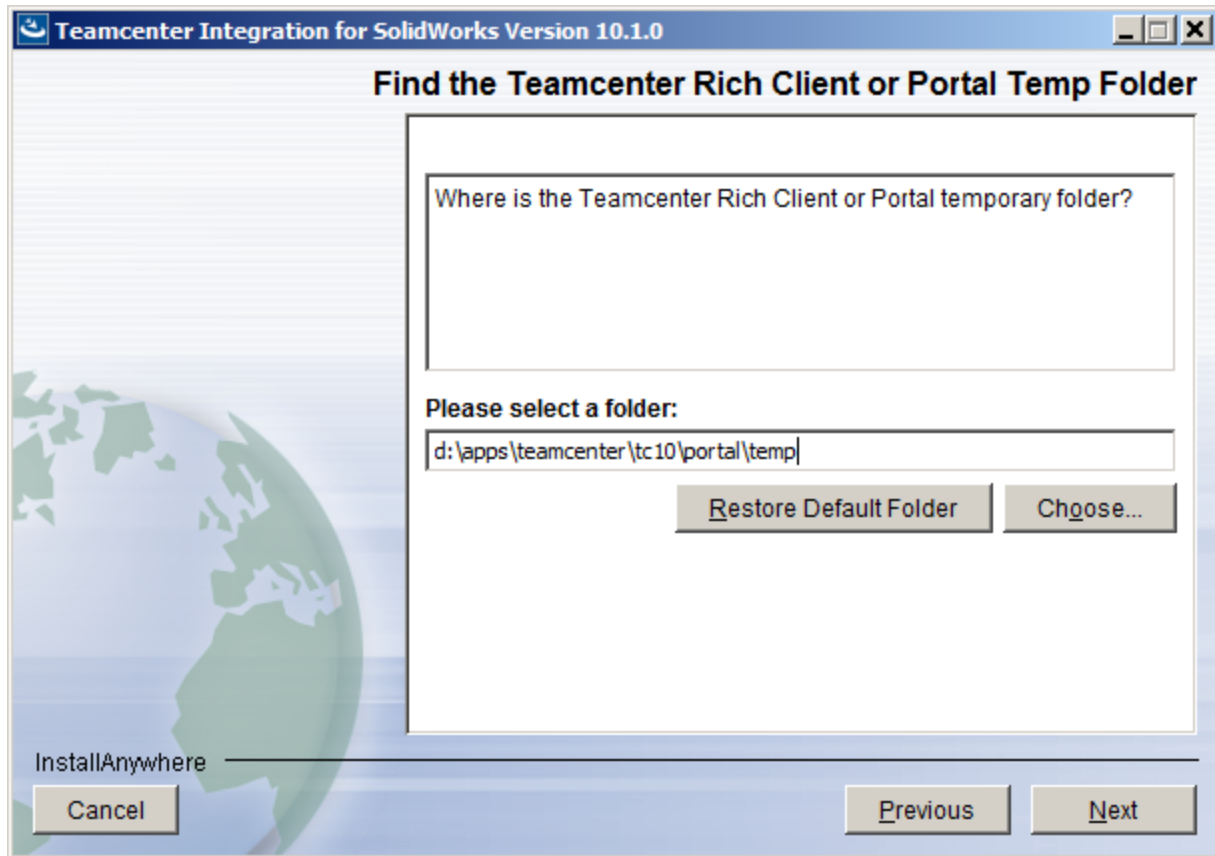 Teamcenter Integration for SolidWorks Version 10.1.0
Find the Teamcenter Rich Client or Portal Temp Folder
Where is the Teamcenter Rich Client or Portal temporary folder?
Please select a folder:
d:\apps\teamcenter\tc10\portal\temp
Restore Default Folder
Choose...
InstallAnywhere
Cancel
Previous
Next